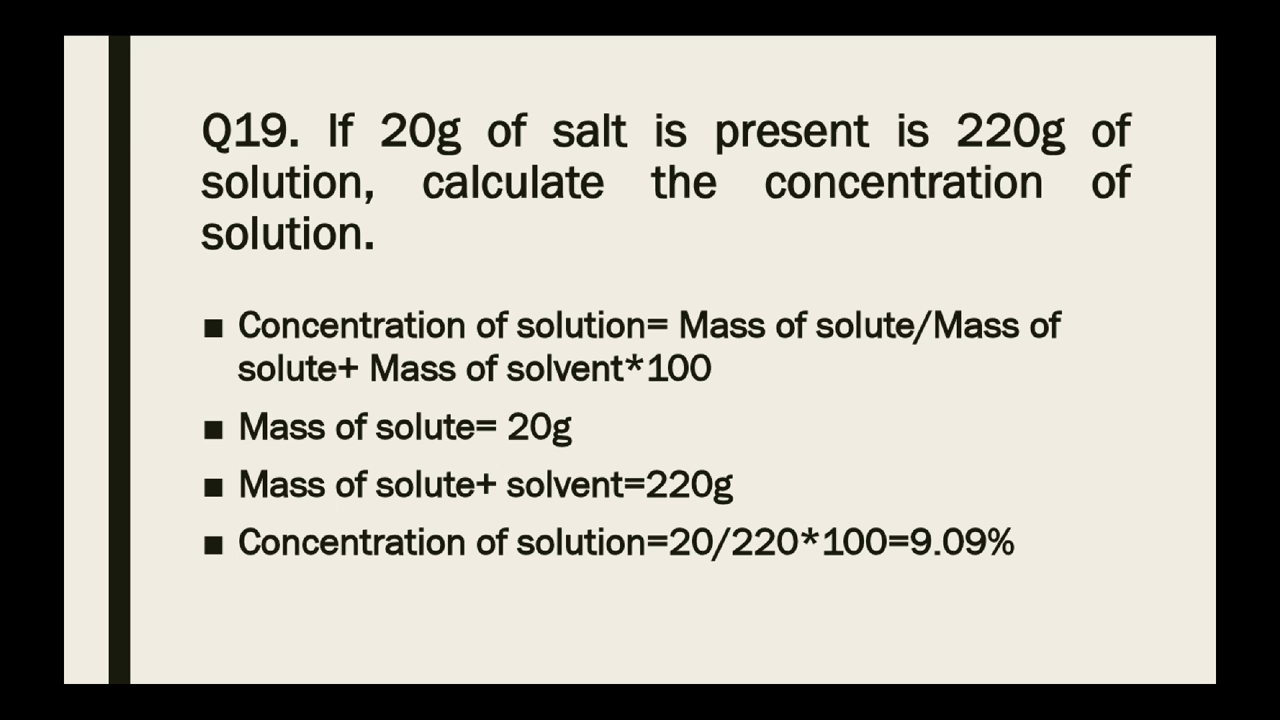 Q19. If 20g of salt is present is 220g of
solution, calculate the concentration of
solution.
■ Concentration of solution= Mass of solute/Mass of
solute+ Mass of solvent*100
■ Mass of solute= 20g
■ Mass of solute+ solvent=220g
■ Concentration of solution=20/220*100=9.09%